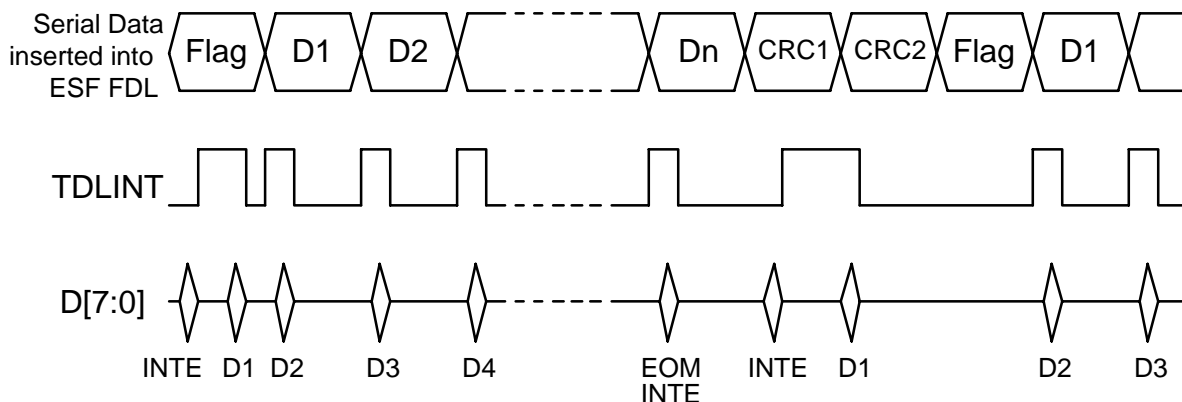 Serial Data
inserted into
ESF FDL
Flag D1 D2 Dn CRC1 CRC2 Flag D1
TDLINT
D[7:0]
INTE D1 D2 D3 D4 EOM INTE D1 D2 D3
INTE